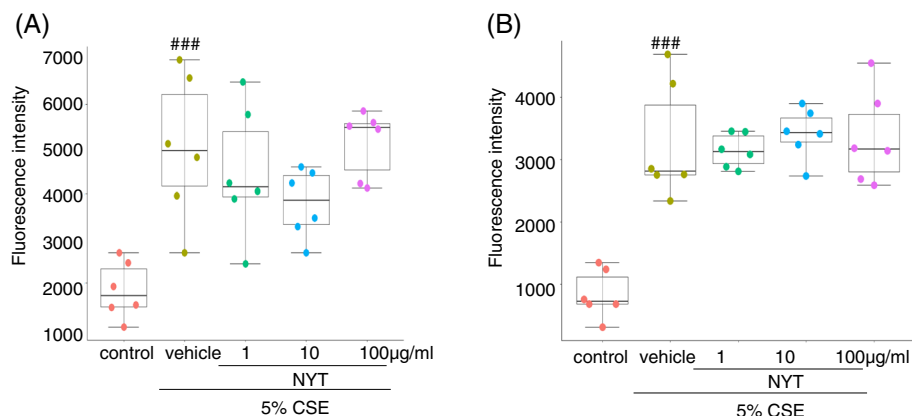 (A)
Fluorescence intensity
7000
6000
5000
4000
3000
2000
1000
###
control vehicle 1 10 100μg/ml
NYT
5% CSE
(B)
Fluorescence intensity
4000
3000
2000
1000
###
control vehicle 1 10 100μg/ml
NYT
5% CSE